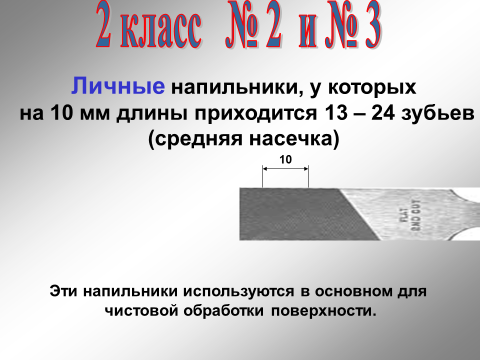 2 класс № 2 и № 3
Личные напильники, у которых
на 10 мм длины приходится 13 – 24 зубьев
(средняя насечка)
10
FLAT
2ND CUT
Эти напильники используются в основном для
чистовой обработки поверхности.